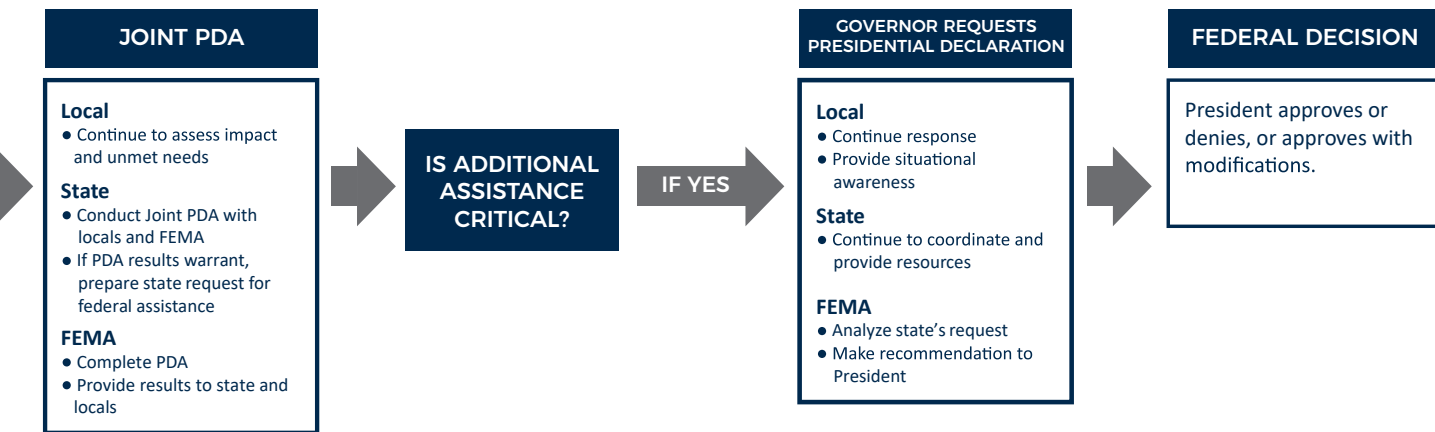 JOINT PDA
Local
● Continue to assess impact
and unmet needs
State
● Conduct Joint PDA with
locals and FEMA
● If PDA results warrant,
prepare state request for
federal assistance
FEMA
● Complete PDA
● Provide results to state and
locals
IS ADDITIONAL
ASSISTANCE
CRITICAL?
IF YES
GOVERNOR REQUESTS
PRESIDENTIAL DECLARATION
Local
● Continue response
● Provide situational
awareness
State
● Continue to coordinate and
provide resources
FEMA
● Analyze state's request
● Make recommendation to
President
FEDERAL DECISION
President approves or
denies, or approves with
modifications.